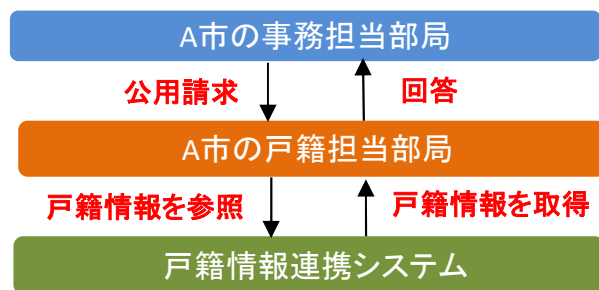 A市の事務担当部局
公用請求
回答
A市の戸籍担当部局
戸籍情報を参照
戸籍情報を取得
戸籍情報連携システム